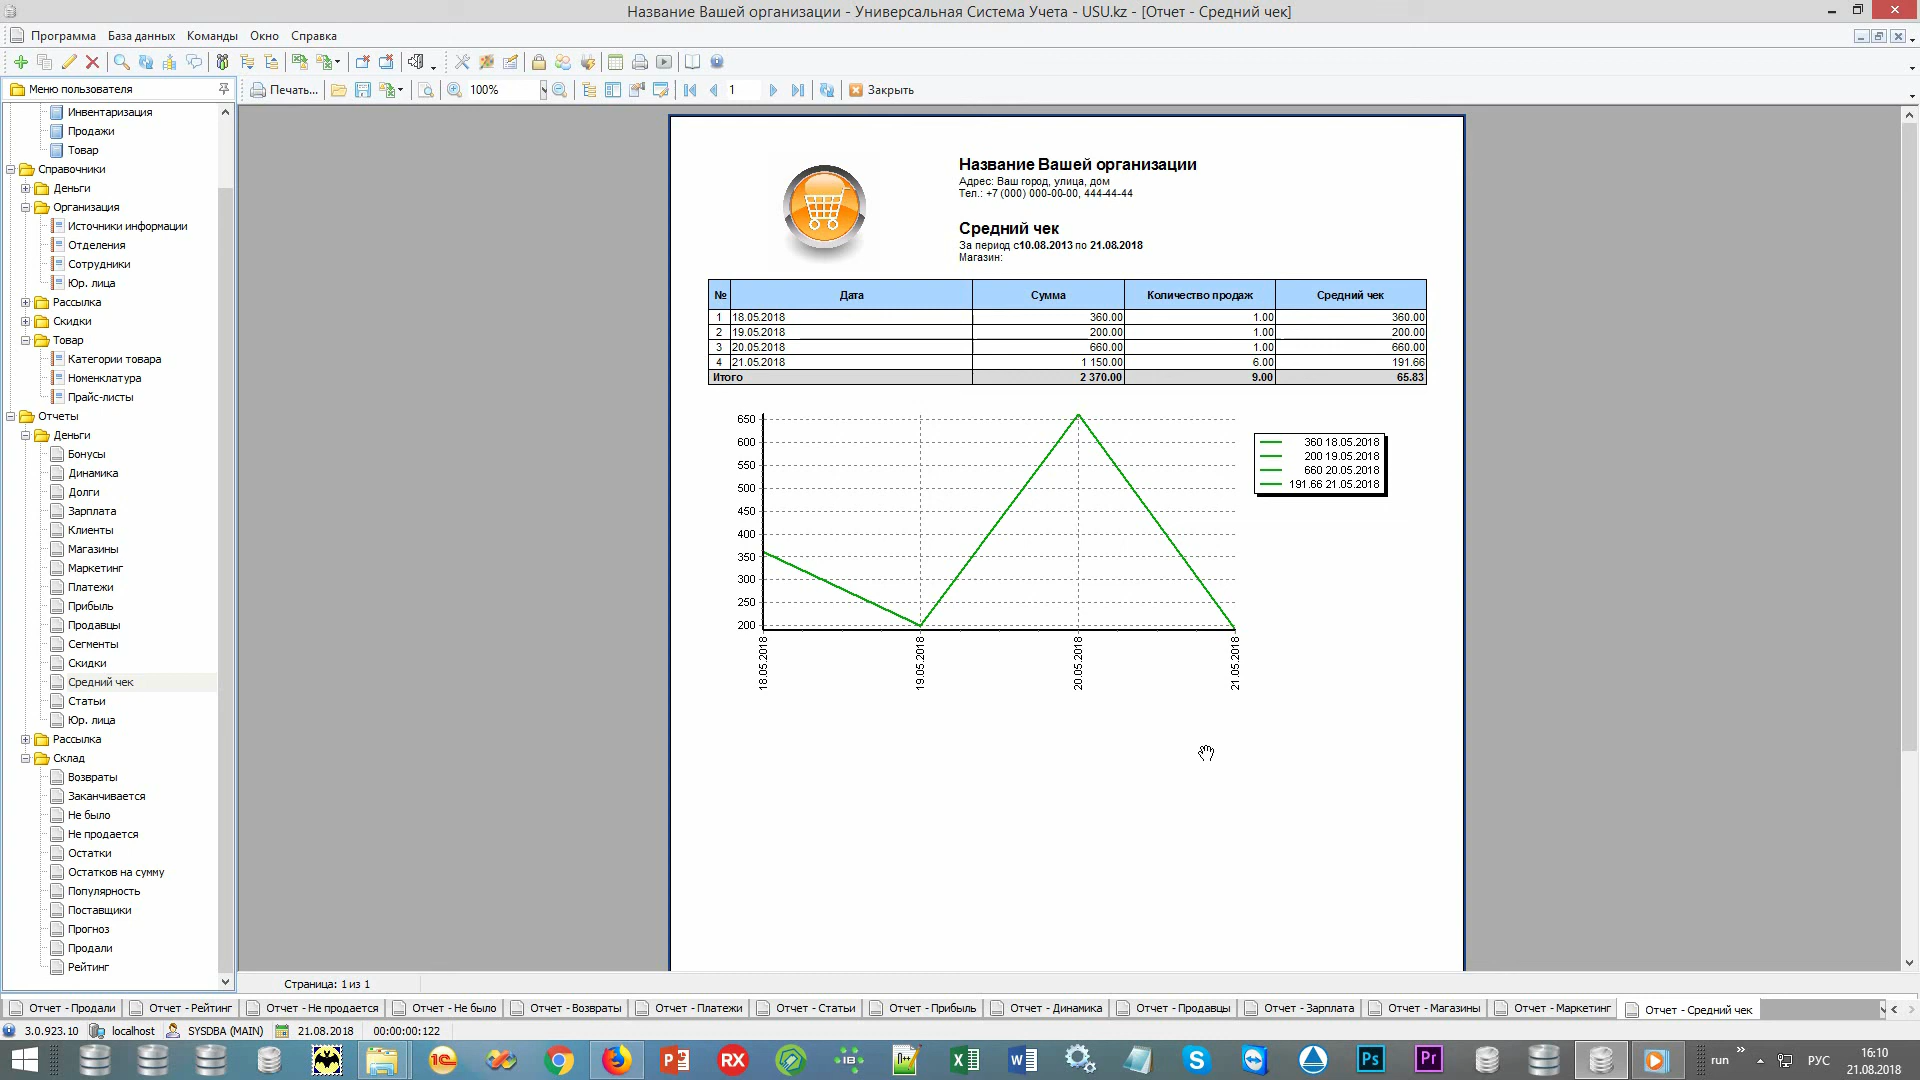 Название Вашей организации - Универсальная Система Учета - USU.kz - [Отчет - Средний чек]
Программа База данных Команды Окно Справка
Меню пользователя
Печать... 100% 1 Закрыть
Инвентаризация
Продажи
Товар
Справочники
Деньги
Организация
Источники информации
Отделения
Сотрудники
Юр. лица
Рассылка
Скидки
Товар
Категории товара
Номенклатура
Прайс-листы
Отчеты
Деньги
Бонусы
Динамика
Долги
Зарплата
Клиенты
Магазины
Маркетинг
Платежи
Прибыль
Продавцы
Сегменты
Скидки
Средний чек
Статьи
Юр. лица
Рассылка
Склад
Возвраты
Заканчивается
Не было
Не продается
Остатки
Остатков на сумму
Популярность
Поставщики
Прогноз
Продали
Рейтинг
Название Вашей организации
Адрес: Ваш город, улица, дом
Тел.: +7 (000) 000-00-00, 444-44-44
Средний чек
За период с10.08.2013 по 21.08.2018
Магазин:
№ Дата Сумма Количество продаж Средний чек
1 18.05.2018 360.00 1.00 360.00
2 19.05.2018 200.00 1.00 200.00
3 20.05.2018 660.00 1.00 660.00
4 21.05.2018 1 150.00 6.00 191.66
Итого 2 370.00 9.00 65.83
650
600
550
500
450
400
350
300
250
200
18.05.2018
19.05.2018
20.05.2018
21.05.2018
360 18.05.2018
200 19.05.2018
660 20.05.2018
191.66 21.05.2018
Страница: 1 из 1
Отчет - Продали Отчет - Рейтинг Отчет - Не продается Отчет - Не было Отчет - Возвраты Отчет - Платежи Отчет - Статьи Отчет - Прибыль Отчет - Динамика Отчет - Продавцы Отчет - Зарплата Отчет - Магазины Отчет - Маркетинг Отчет - Средний чек
3.0.923.10 localhost SYSDBA (MAIN) 21.08.2018 00:00:00:122
run РУС 16:10
21.08.2018